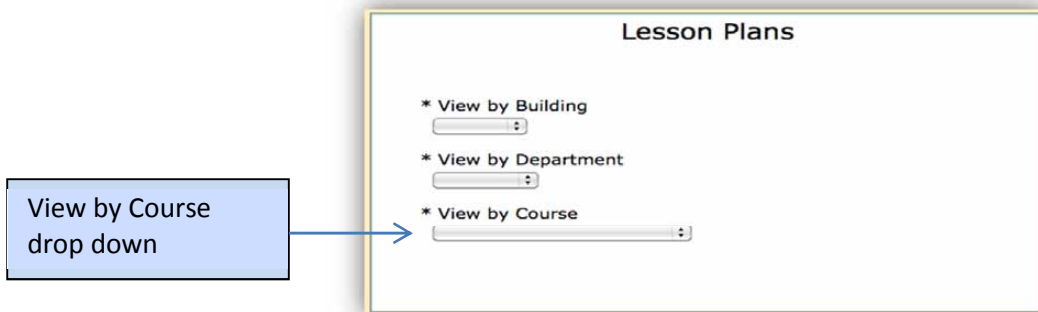 Lesson Plans
* View by Building
* View by Department
View by Course
drop down
* View by Course